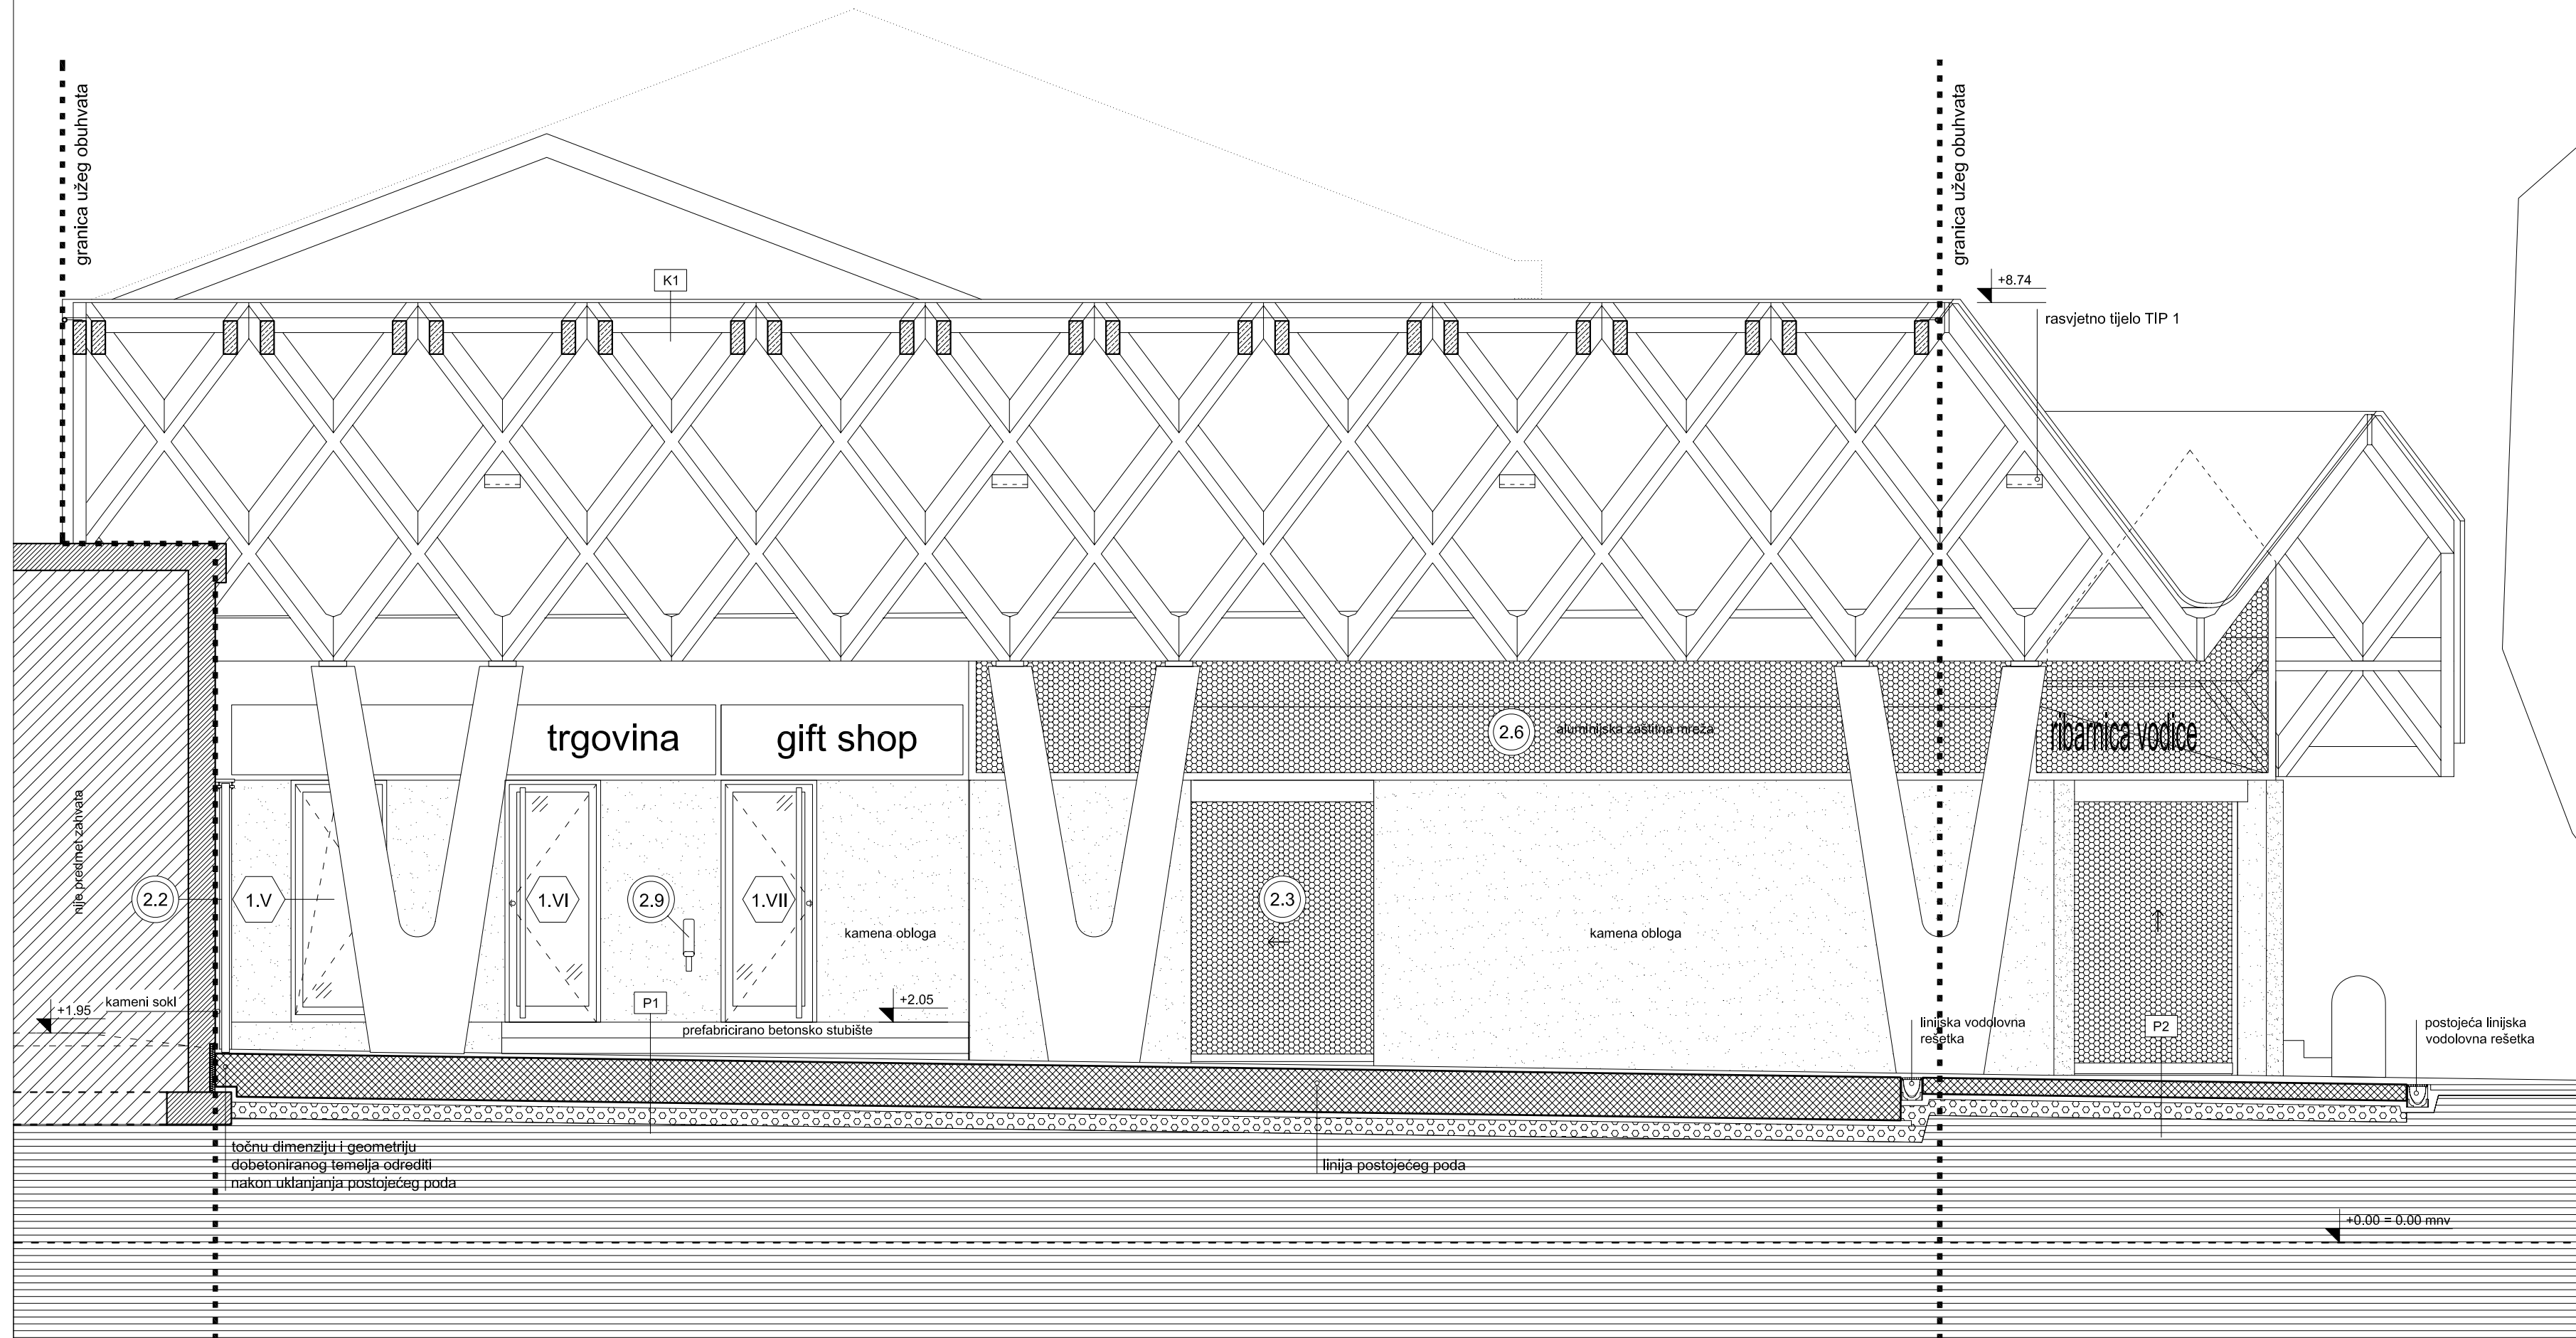 granica užeg obuhvata
granica užeg obuhvata
K1
+8.74
rasvjetno tijelo TIP 1
trgovina
gift shop
2.6
aluminijska zaštitna mreža
ribarnica vodice
nije predmet zahvata
2.2
1.V
1.VI
2.9
1.VII
2.3
kamena obloga
kamena obloga
+1.95
kameni sokl
P1
+2.05
prefabricirano betonsko stubište
linijska vodolovna
rešetka
P2
postojeća linijska
vodolovna rešetka
točnu dimenziju i geometriju
dobetoniranog temelja odrediti
nakon uklanjanja postojećeg poda
linija postojećeg poda
+0.00 = 0.00 mnv